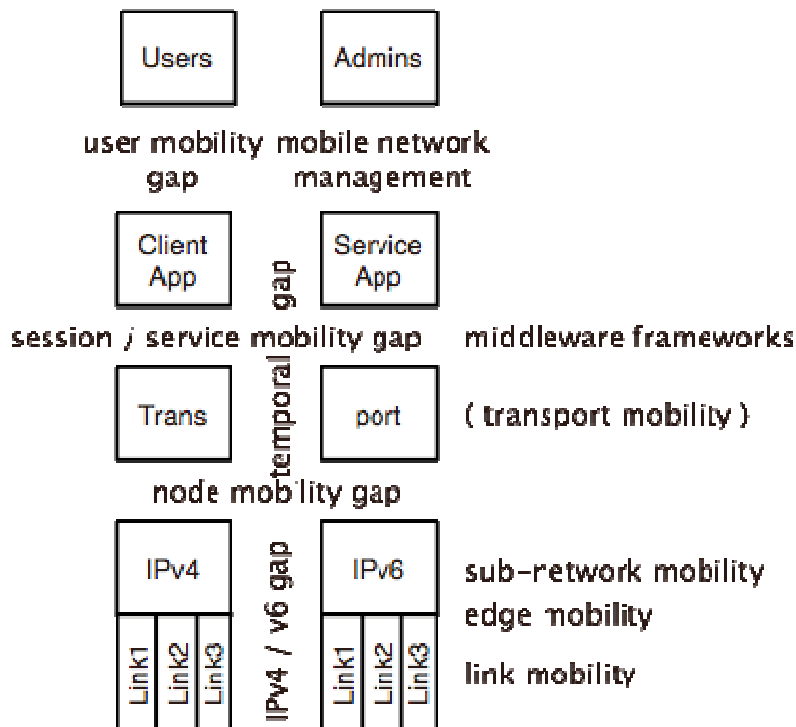 Users
Admins
user mobility
gap
mobile network
management
Client
App
Service
App
temporal gap
session / service mobility gap
middleware frameworks
Trans
port
( transport mobility )
node mobility gap
IPv4
IPv6
IPv4 / v6 gap
sub-network mobility
edge mobility
Link1
Link2
Link3
Link1
Link2
Link3
link mobility